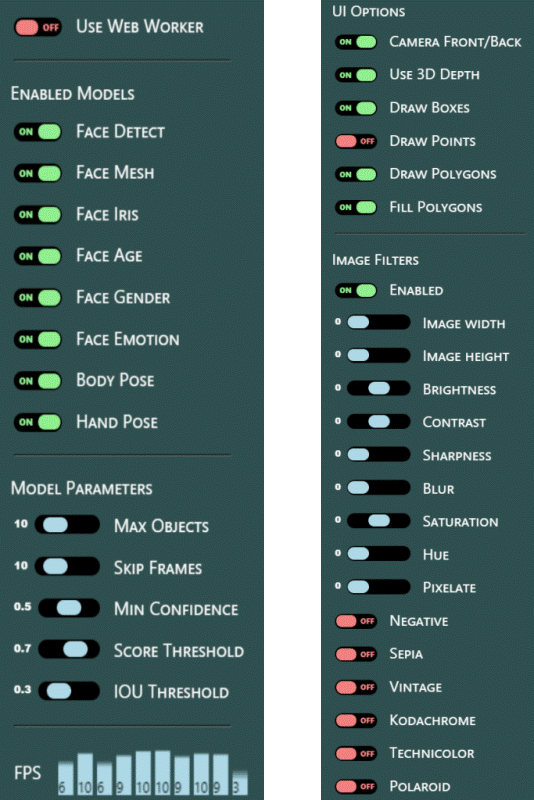 OFF Use Web Worker
Enabled Models
ON Face Detect
ON Face Mesh
ON Face Iris
ON Face Age
ON Face Gender
ON Face Emotion
ON Body Pose
ON Hand Pose
Model Parameters
10 Max Objects
10 Skip Frames
0.5 Min Confidence
0.7 Score Threshold
0.3 IOU Threshold
FPS 6 10 6 9 10 10 9 10 9 3
UI Options
ON Camera Front/Back
ON Use 3D Depth
ON Draw Boxes
OFF Draw Points
ON Draw Polygons
ON Fill Polygons
Image Filters
ON Enabled
0 Image width
0 Image height
0 Brightness
0 Contrast
0 Sharpness
0 Blur
0 Saturation
0 Hue
0 Pixelate
OFF Negative
OFF Sepia
OFF Vintage
OFF Kodachrome
OFF Technicolor
OFF Polaroid